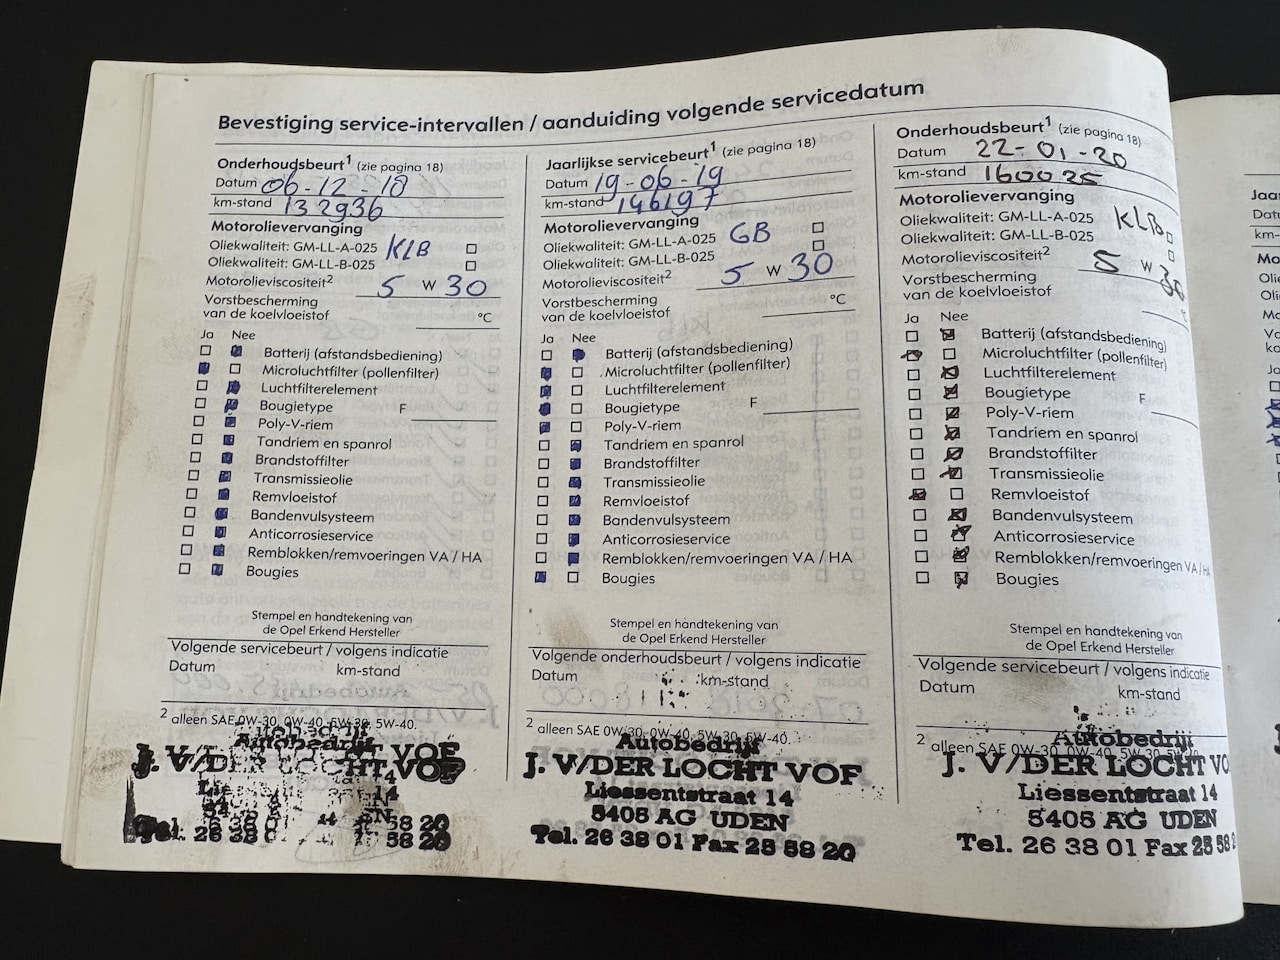 Bevestiging service-intervallen / aanduiding volgende servicedatum
Onderhoudsbeurt¹ (zie pagina 18)
Datum 06-12-18
km-stand 132936
Motorolievervanging
Oliekwaliteit: GM-LL-A-025 KLB
Oliekwaliteit: GM-LL-B-025
Motorolieviscositeit² 5 W 30
Vorstbescherming
van de koelvloeistof °C
Ja Nee
Batterij (afstandsbediening)
Microluchtfilter (pollenfilter)
Luchtfilterelement
Bougietype F
Poly-V-riem
Tandriem en spanrol
Brandstoffilter
Transmissieolie
Remvloeistof
Bandenvulsysteem
Anticorrosieservice
Remblokken/remvoeringen VA / HA
Bougies
Stempel en handtekening van
de Opel Erkend Hersteller
Volgende servicebeurt / volgens indicatie
Datum km-stand
² alleen SAE 0W-30, 0W-40, 5W-30, 5W-40.
Autobedrijf
J. V/DER LOCHT VOF
Jaarlijkse servicebeurt¹ (zie pagina 18)
Datum 19-06-19
km-stand 146197
Motorolievervanging
Oliekwaliteit: GM-LL-A-025 GB
Oliekwaliteit: GM-LL-B-025
Motorolieviscositeit² 5 W 30
Vorstbescherming
van de koelvloeistof °C
Ja Nee
Batterij (afstandsbediening)
Microluchtfilter (pollenfilter)
Luchtfilterelement
Bougietype F
Poly-V-riem
Tandriem en spanrol
Brandstoffilter
Transmissieolie
Remvloeistof
Bandenvulsysteem
Anticorrosieservice
Remblokken/remvoeringen VA / HA
Bougies
Stempel en handtekening van
de Opel Erkend Hersteller
Volgende onderhoudsbeurt / volgens indicatie
Datum km-stand
² alleen SAE 0W-30, 0W-40, 5W-30, 5W-40.
Autobedrijf
J. V/DER LOCHT VOF
Liessentstraat 14
5405 AG UDEN
Tel. 26 38 01 Fax 25 58 20
Onderhoudsbeurt¹ (zie pagina 18)
Datum 22-01-20
km-stand 160025
Motorolievervanging
Oliekwaliteit: GM-LL-A-025 KLB
Oliekwaliteit: GM-LL-B-025
Motorolieviscositeit² 5 W 30
Vorstbescherming
van de koelvloeistof
Ja Nee
Batterij (afstandsbediening)
Microluchtfilter (pollenfilter)
Luchtfilterelement
Bougietype F
Poly-V-riem
Tandriem en spanrol
Brandstoffilter
Transmissieolie
Remvloeistof
Bandenvulsysteem
Anticorrosieservice
Remblokken/remvoeringen VA / HA
Bougies
Stempel en handtekening van
de Opel Erkend Hersteller
Volgende servicebeurt / volgens indicatie
Datum km-stand
² alleen SAE 0W-30, 0W-40, 5W-30, 5W-40.
Autobedrijf
J. V/DER LOCHT VO
Liessentstraat 14
5405 AG UDEN
Tel. 26 38 01 Fax 25 58